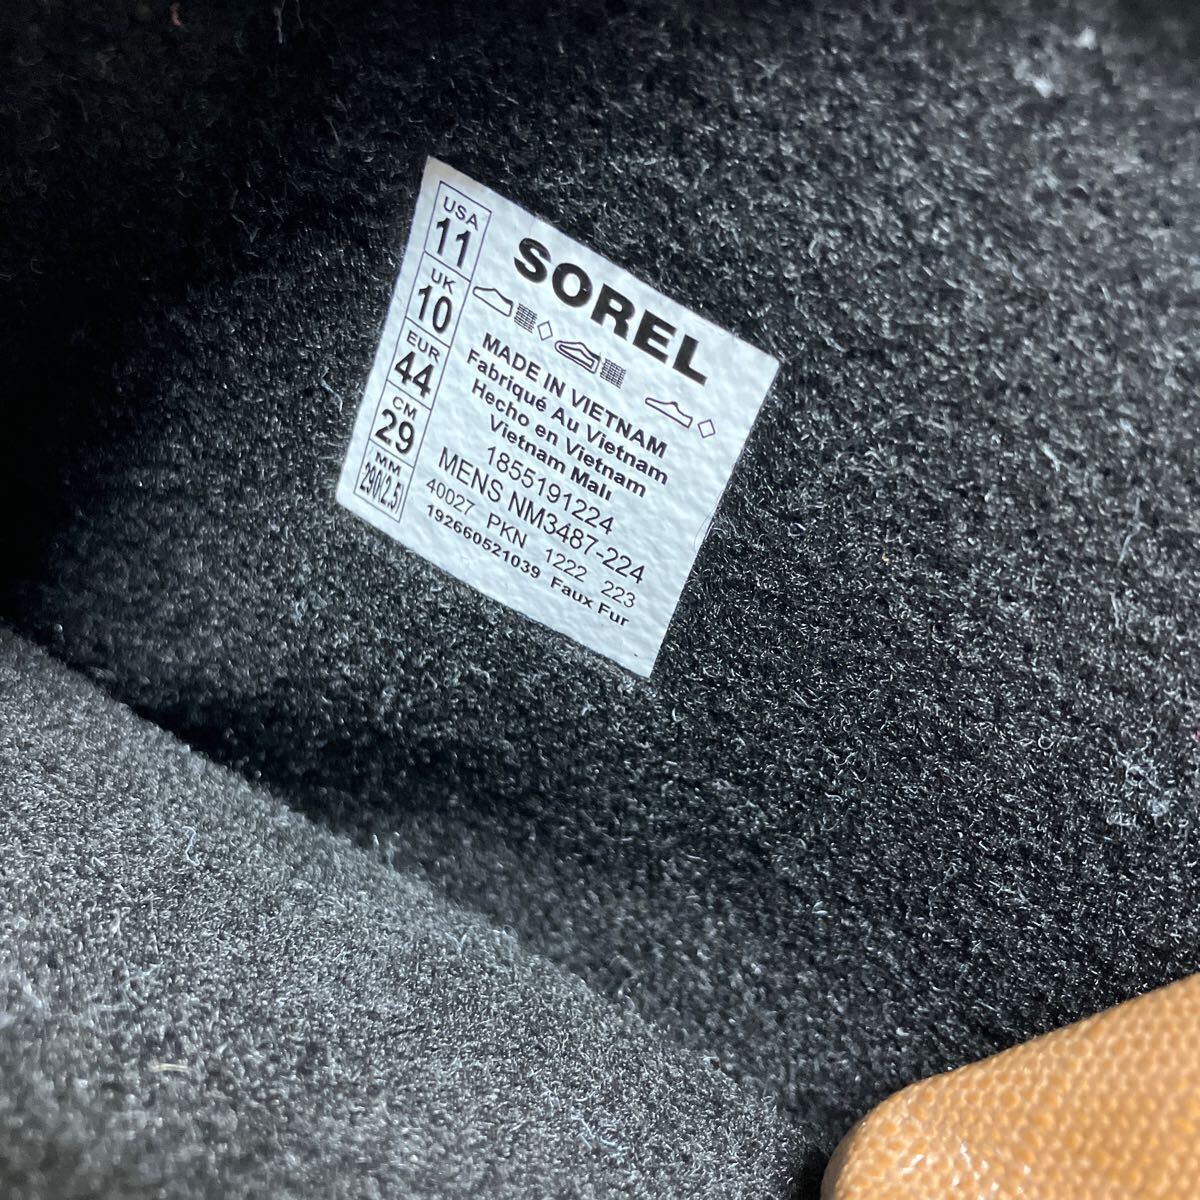 USA
11
UK
10
EUR
44
CM
29
MM
290(2.5)
SOREL
MADE IN VIETNAM
Fabriqué Au Vietnam
Hecho en Vietnam
Vietnam Malı
1855191224
MENS NM3487-224
40027 PKN 1222 223
192660521039 Faux Fur